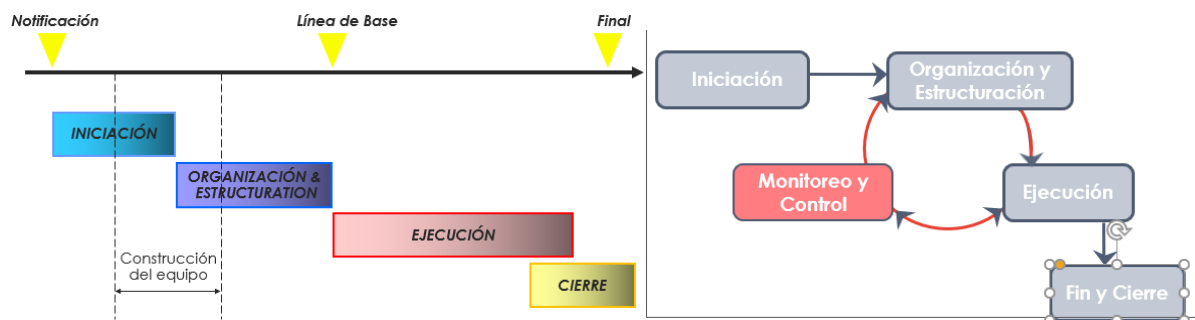 Notificación
Línea de Base
Final
INICIACIÓN
ORGANIZACIÓN &
ESTRUCTURATION
EJECUCIÓN
CIERRE
Construcción
del equipo
Iniciación
Organización y
Estructuración
Monitoreo y
Control
Ejecución
Fin y Cierre